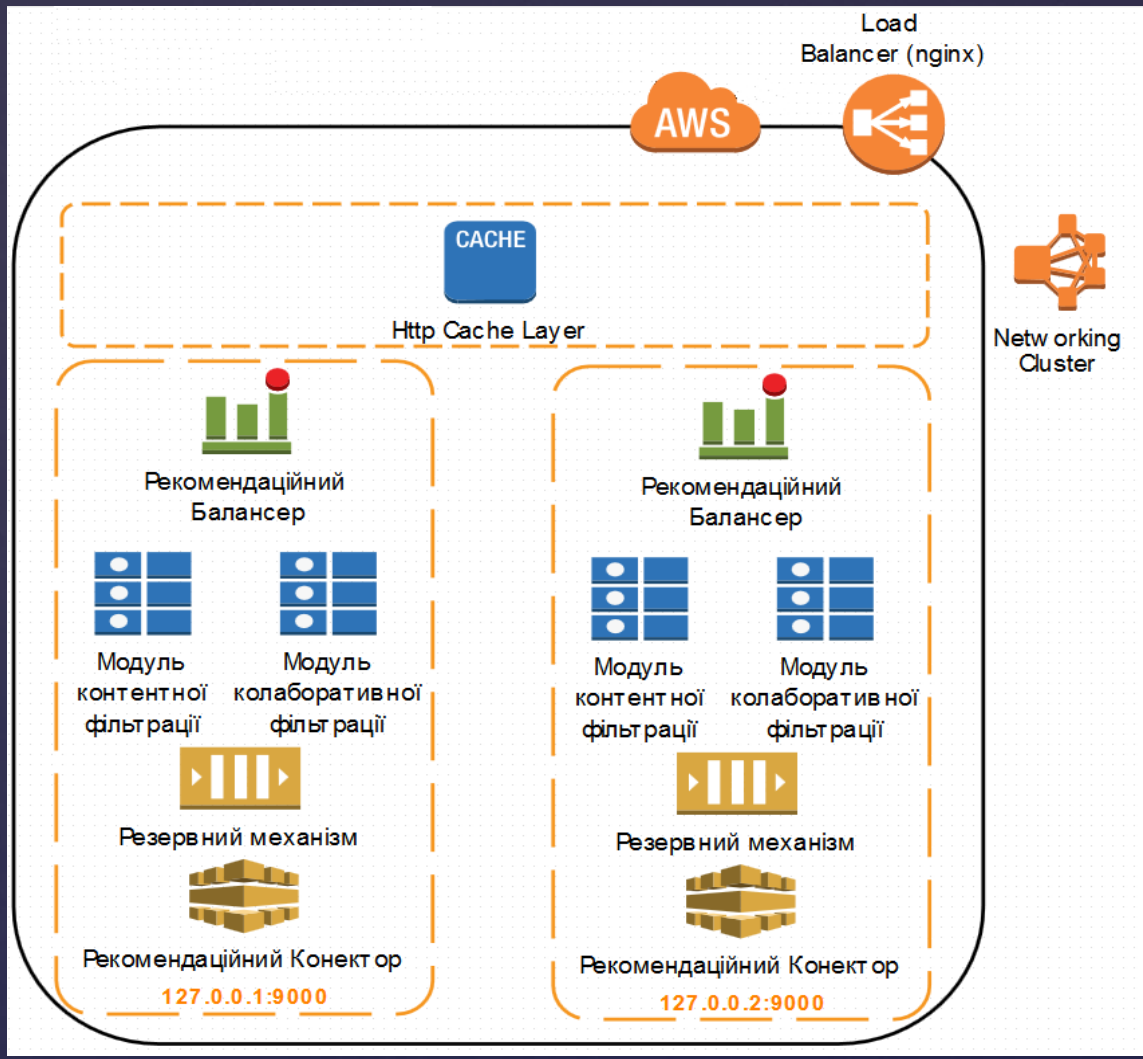 Load
Balancer (nginx)
AWS
CACHE
Http Cache Layer
Networking
Cluster
Рекомендаційний
Балансер
Модуль
контентної
фільтрації
Модуль
колаборативної
фільтрації
Резервний механізм
Рекомендаційний Конектор
127.0.0.1:9000
Рекомендаційний
Балансер
Модуль
контентної
фільтрації
Модуль
колаборативної
фільтрації
Резервний механізм
Рекомендаційний Конектор
127.0.0.2:9000